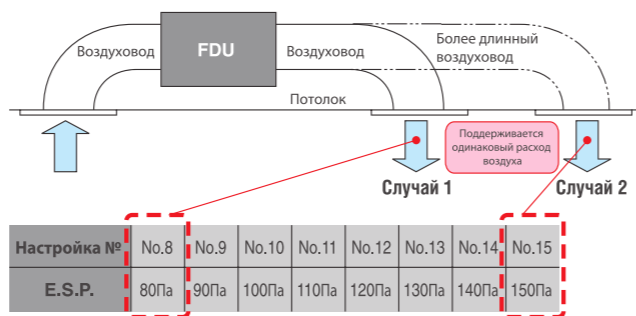 Воздуховод
FDU
Воздуховод
Более длинный
воздуховод
Потолок
Поддерживается
одинаковый расход
воздуха
Случай 1
Случай 2
Настройка № No.8 No.9 No.10 No.11 No.12 No.13 No.14 No.15
E.S.P. 80Па 90Па 100Па 110Па 120Па 130Па 140Па 150Па